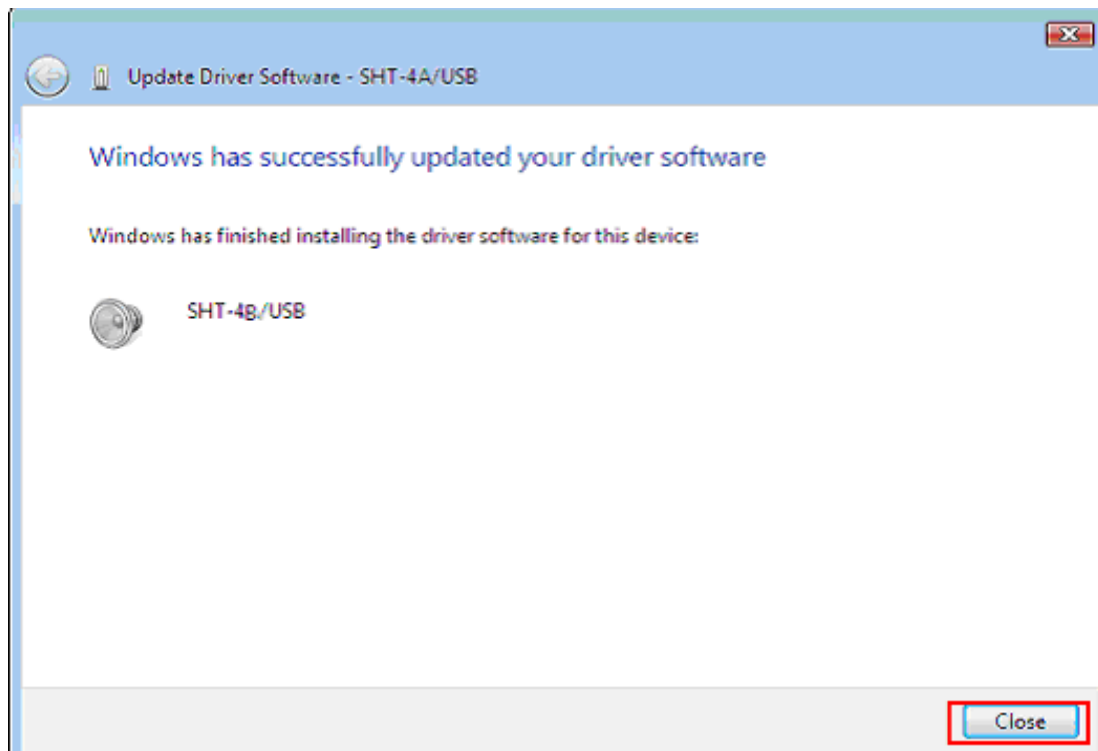 Update Driver Software - SHT-4A/USB
Windows has successfully updated your driver software
Windows has finished installing the driver software for this device:
SHT-4B/USB
Close